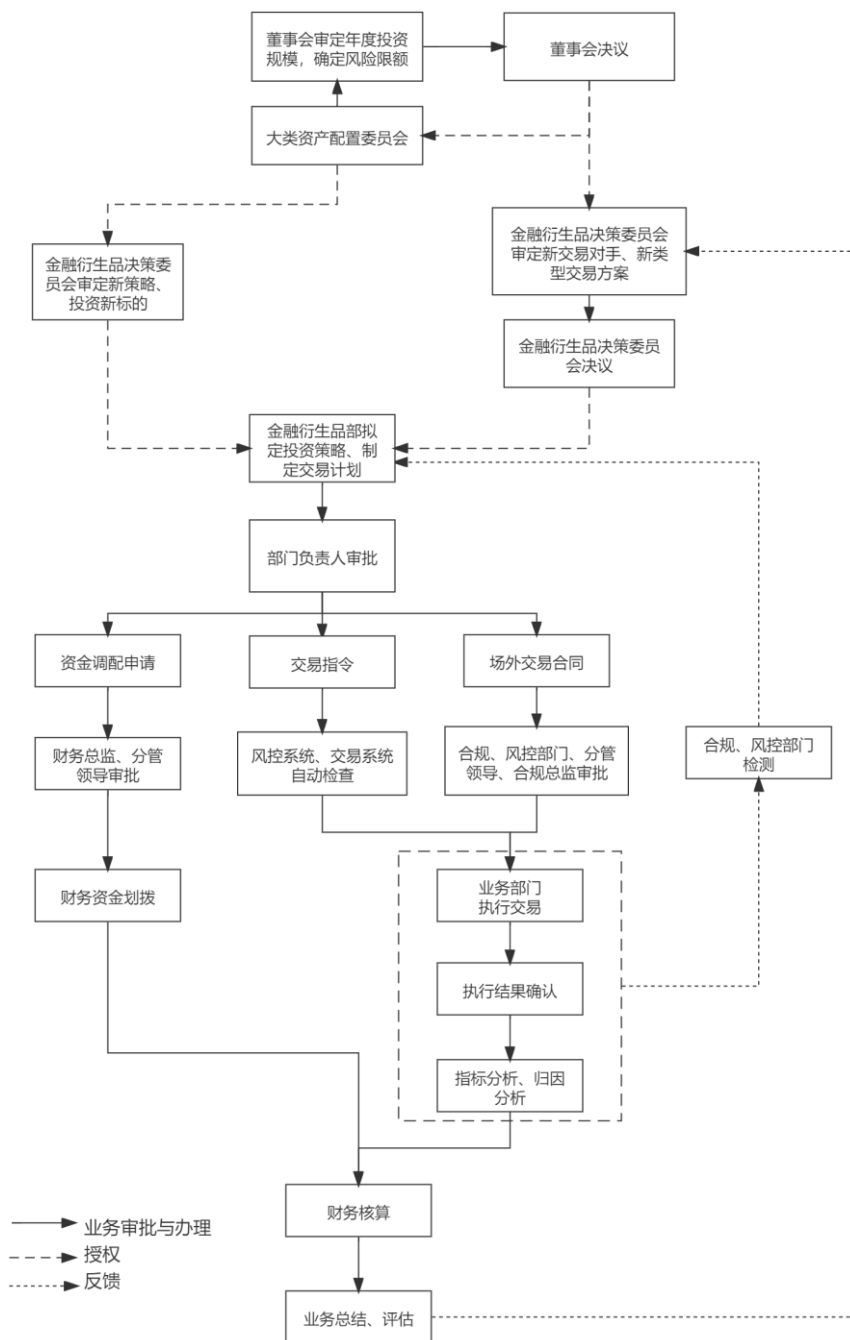 董事会审定年度投资
规模，确定风险限额
董事会决议
大类资产配置委员会
金融衍生品决策委员会
审定新交易对手、新类
型交易方案
金融衍生品决策委
员会审定新策略、
投资新标的
金融衍生品决策委员
会决议
金融衍生品部拟
定投资策略、制
定交易计划
部门负责人审批
资金调配申请
交易指令
场外交易合同
财务总监、分管
领导审批
风控系统、交易系统
自动检查
合规、风控部门、分管
领导、合规总监审批
合规、风控部门
检测
财务资金划拨
业务部门
执行交易
执行结果确认
指标分析、归因
分析
财务核算
业务审批与办理
授权
反馈
业务总结、评估